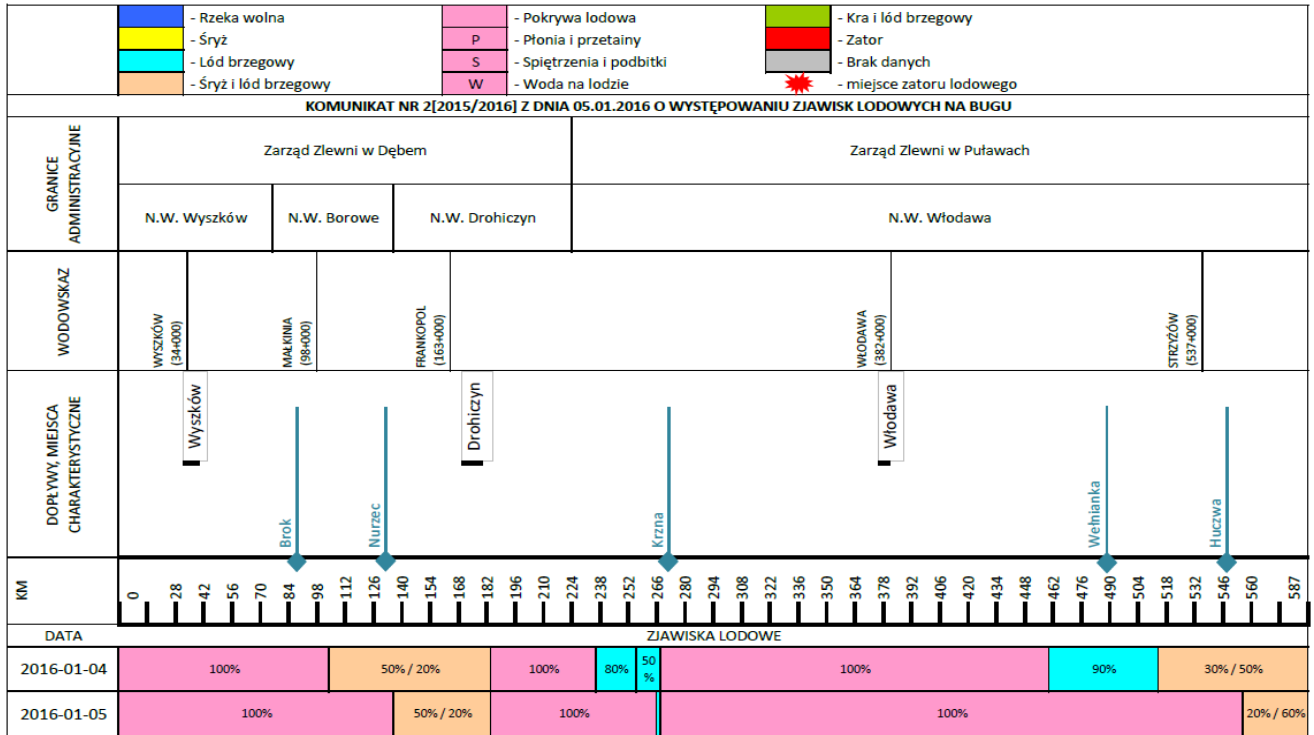 - Rzeka wolna
- Śryż
- Lód brzegowy
- Śryż i lód brzegowy
- Pokrywa lodowa
P - Płonia i przetainy
S - Spiętrzenia i podbitki
W - Woda na lodzie
- Kra i lód brzegowy
- Zator
- Brak danych
- miejsce zatoru lodowego
KOMUNIKAT NR 2[2015/2016] Z DNIA 05.01.2016 O WYSTĘPOWANIU ZJAWISK LODOWYCH NA BUGU
GRANICE
ADMINISTRACYJNE
Zarząd Zlewni w Dębem
Zarząd Zlewni w Puławach
N.W. Wyszków
N.W. Borowe
N.W. Drohiczyn
N.W. Włodawa
WODOWSKAZ
WYSZKÓW
(34+000)
MAŁKINIA
(98+000)
FRANKOPOL
(163+000)
WŁODAWA
(382+000)
STRZYŻÓW
(537+000)
DOPŁYWY, MIEJSCA
CHARAKTERYSTYCZNE
Wyszków
Brok
Nurzec
Drohiczyn
Krzna
Włodawa
Wełnianka
Huczwa
KM
0 28 42 56 70 84 98 112 126 140 154 168 182 196 210 224 238 252 266 280 294 308 322 336 350 364 378 392 406 420 434 448 462 476 490 504 518 532 546 560 587
DATA
ZJAWISKA LODOWE
2016-01-04 100% 50% / 20% 100% 80% 50 % 100% 90% 30% / 50%
2016-01-05 100% 50% / 20% 100% 100% 20% / 60%